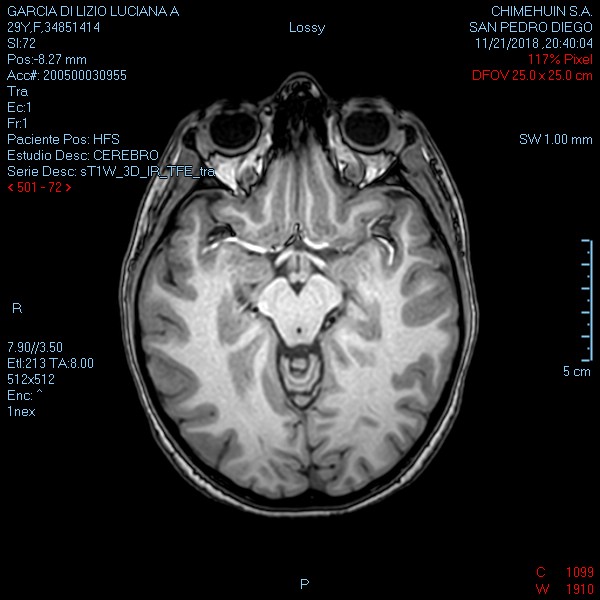 GARCIA DI LIZIO LUCIANA A
29Y,F,34851414
Sl:72
Pos:-8.27 mm
Acc#: 200500030955
Tra
Ec:1
Fr:1
Paciente Pos: HFS
Estudio Desc: CEREBRO
Serie Desc: sT1W_3D_IR_TFE_tra
< 501 - 72 >
Lossy
CHIMEHUIN S.A.
SAN PEDRO DIEGO
11/21/2018 ,20:40:04
117% Pixel
DFOV 25.0 x 25.0 cm
SW 1.00 mm
R
5 cm
7.90//3.50
Etl:213 TA:8.00
512x512
Enc: ^
1nex
P
C 1099
W 1910